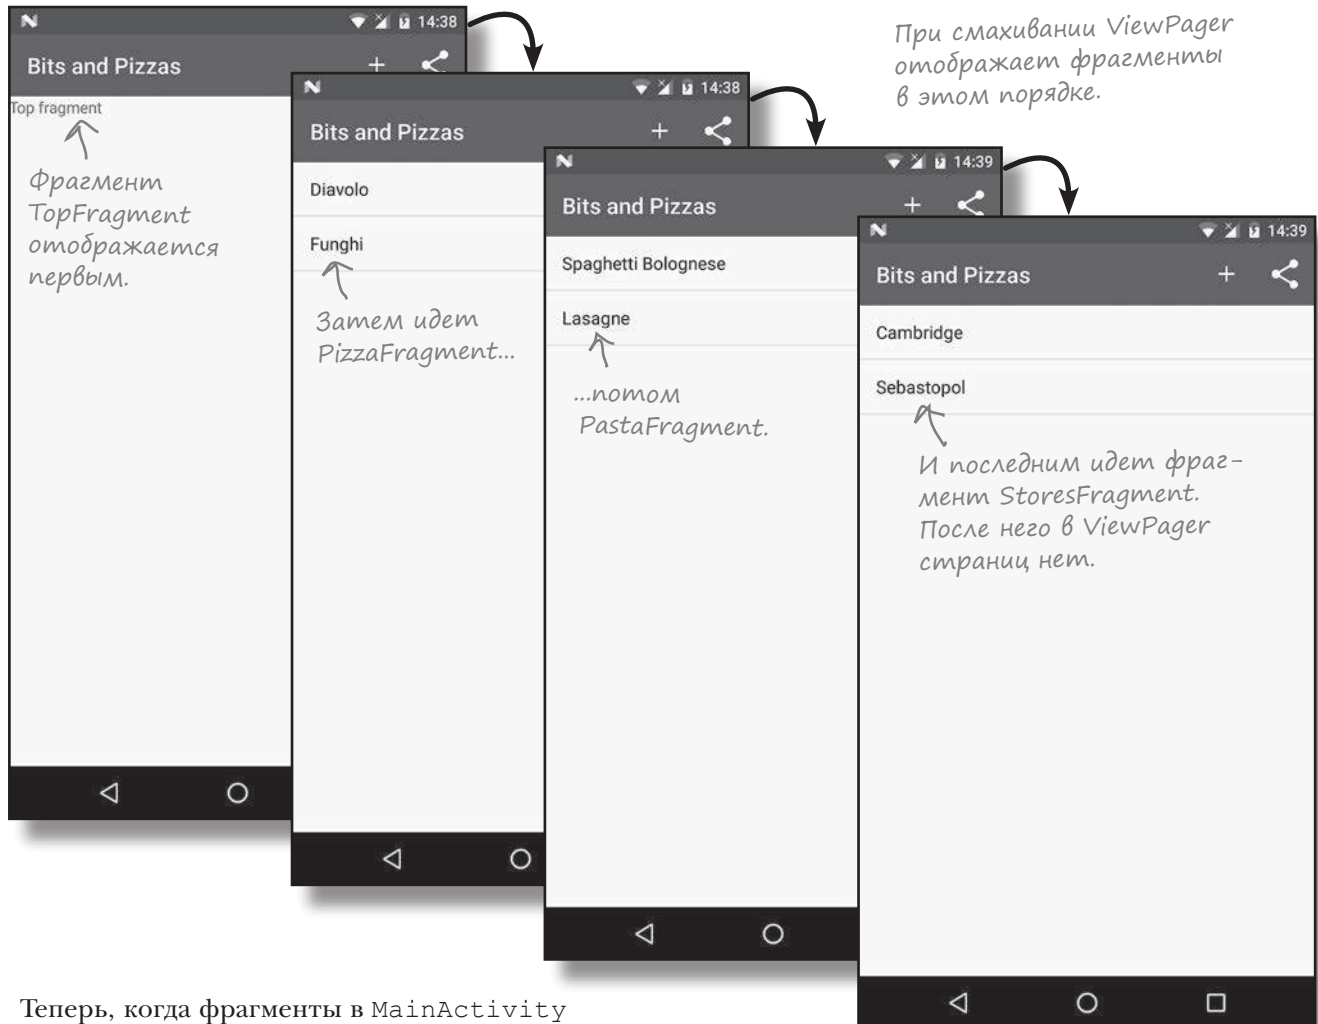 14:38
Bits and Pizzas
Top fragment
Фрагмент
TopFragment
отображается
первым.
14:38
Bits and Pizzas
Diavolo
Funghi
Затем идет
PizzaFragment...
14:39
Bits and Pizzas
Spaghetti Bolognese
Lasagne
...потом
PastaFragment.
При смахивании ViewPager
отображает фрагменты
в этом порядке.
14:39
Bits and Pizzas
Cambridge
Sebastopol
И последним идет фраг-
мент StoresFragment.
После него в ViewPager
страниц нет.
Теперь, когда фрагменты в MainActivity